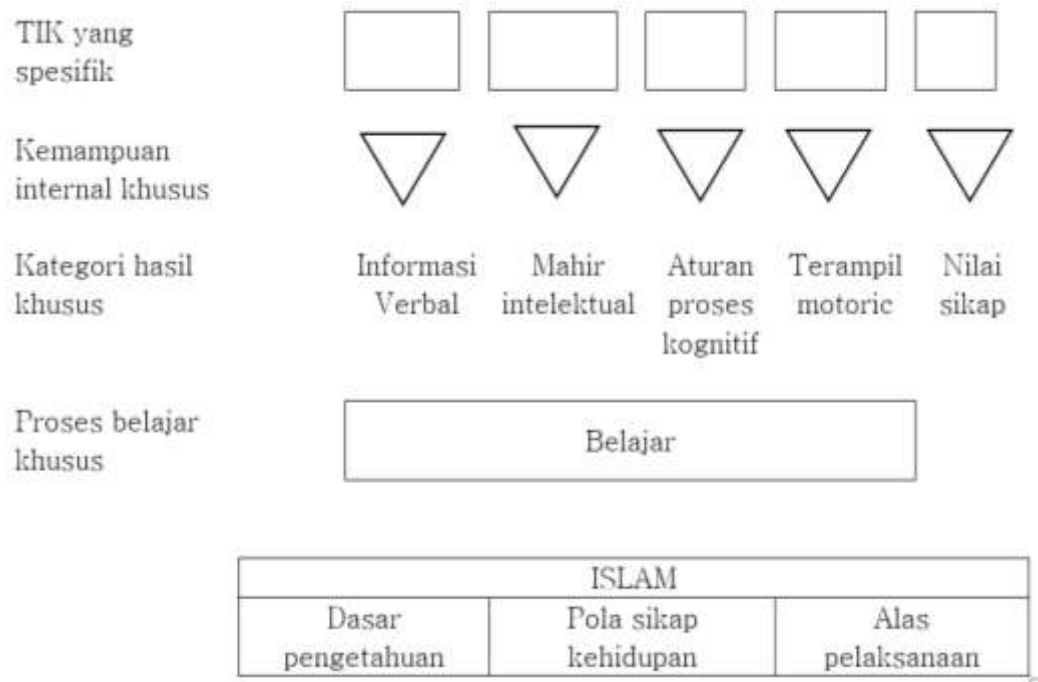 TIK yang
spesifik
Kemampuan
internal khusus
Kategori hasil
khusus
Informasi
Verbal
Mahir
intelektual
Aturan
proses
kognitif
Terampil
motoric
Nilai
sikap
Proses belajar
khusus
Belajar
ISLAM
Dasar
pengetahuan
Pola sikap
kehidupan
Alas
pelaksanaan